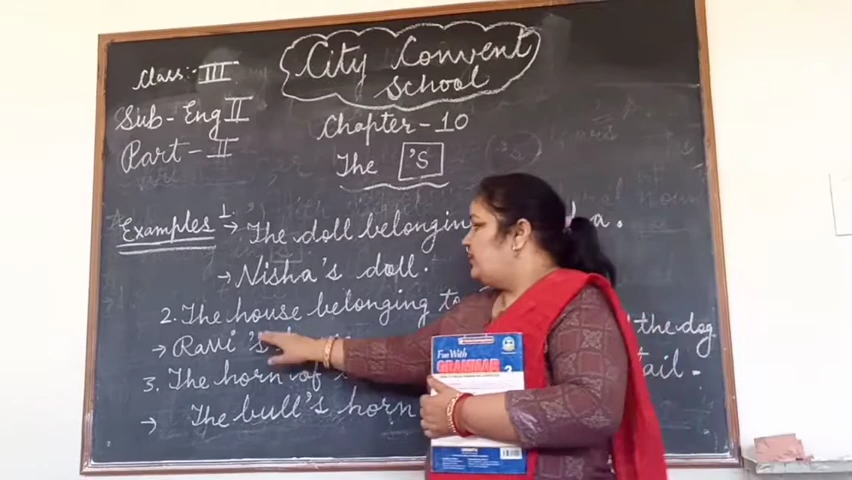 City Convent
School
Class:- III
Sub- Eng II
Part- II
Chapter-10
The 'S
Examples 1. → The doll belonging a.
→ Nisha's doll.
2. The house belonging to
→ Ravi's
3. The horn of
→ The bull's horn
the dog
tail.
Fun With
GRAMMAR